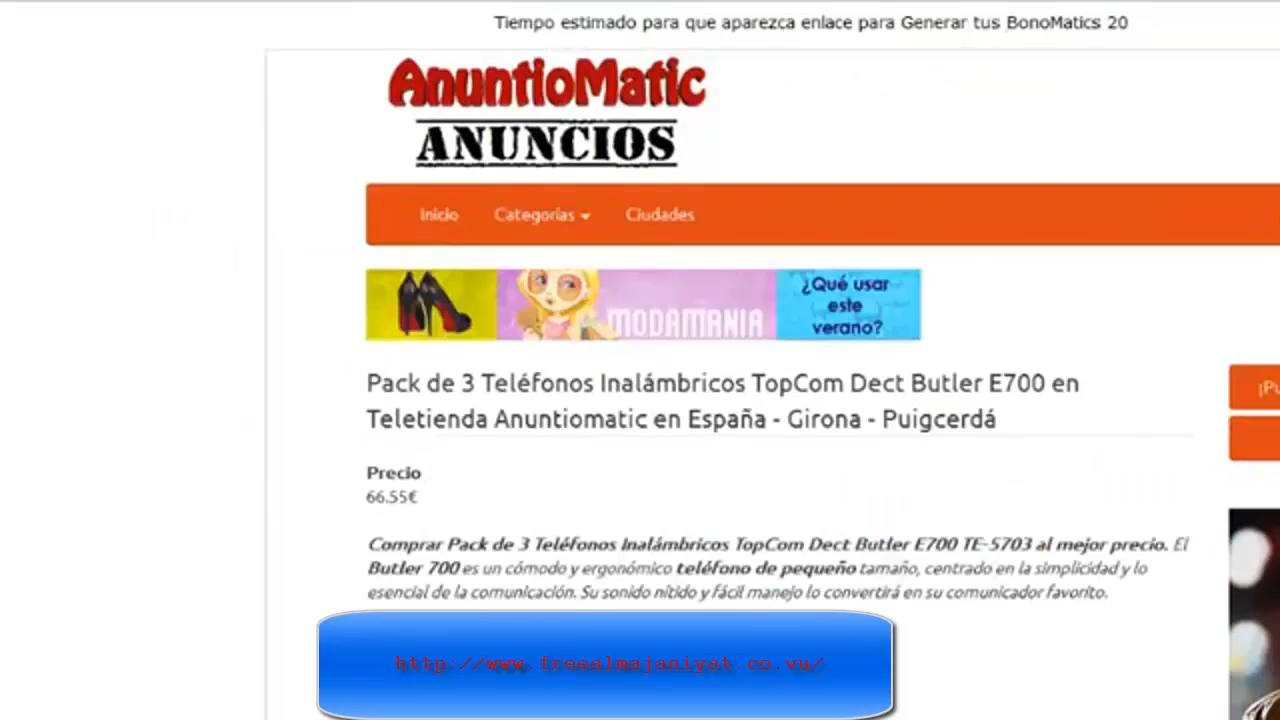 Tiempo estimado para que aparezca enlace para Generar tus BonoMatics 20
AnuntioMatic
ANUNCIOS
Inicio Categorías Ciudades
MODAMANIA
¿Qué usar
este
verano?
Pack de 3 Teléfonos Inalámbricos TopCom Dect Butler E700 en
Teletienda Anuntiomatic en España - Girona - Puigcerdá
Precio
66.55€
Comprar Pack de 3 Teléfonos Inalámbricos TopCom Dect Butler E700 TE-5703 al mejor precio. El
Butler 700 es un cómodo y ergonómico teléfono de pequeño tamaño, centrado en la simplicidad y lo
esencial de la comunicación. Su sonido nítido y fácil manejo lo convertirá en su comunicador favorito.
http://www.freealmajaniyat.co.vu/